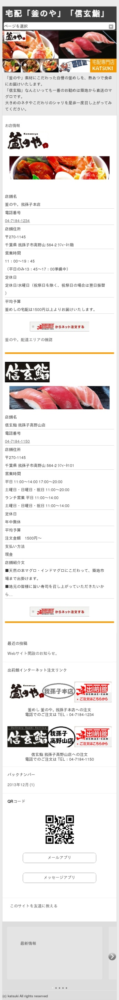 宅配「釜のや」「信玄鮨」
ページを選択
釜のや
宅配専門店
KATSUKI
「釜のや」素材にこだわった自慢の釜めしを、熱あつで食卓
にお届けいたします。
「信玄鮨」なんといっても一番のお勧めは築地から直送のマ
グロです。
大きめのネタやこだわりのシャリを是非一度召し上がってみ
てください。
お店情報
Kamanoya
釜のや
店舗名
釜のや。我孫子本店
電話番号
04-7184-1234
店舗住所
〒270-1145
千葉県 我孫子市高野山 564-2 ﾗﾌｨｰﾈ1階
営業時間
11：00〜19：45
（平日のみ13：45〜17：00準備中）
定休日
定休日/水曜日（祝祭日を除く、祝祭日の場合は翌日振替
）
平均予算
釜めしの宅配は1500円以上よりお届けいたします。
出前館 DEMAE-CAN からネット注文する
釜のや。配達エリアの確認
信玄鮨
店舗名
信玄鮨 我孫子高野山店
電話番号
04-7184-1150
店舗住所
〒270-1145
千葉県 我孫子市高野山 564-2 ﾗﾌｨｰﾈ101
営業時間
平日 11:00〜14:00 17:00〜20:00
土曜日・日曜日・祝日 11:00〜20:00
ランチ営業 平日 11:00〜14:00
土曜日・日曜日・祝日 11:00〜14:00
定休日
年中無休
平均予算
注文金額　1500円〜
支払い方法
現金
店舗紹介文
■天然の本マグロ・インドマグロにこだわって、築地市
場まで出掛けます。
■地元の皆様に旨い寿司を召し上がっていただきたいか
ら…
出前館 DEMAE-CAN からネット注文する
最近の投稿
Webサイト開設のお知らせ。
出前館インターネット注文リンク
Kamanoya
釜のや 我孫子本店 出前館 DEMAE-CAN
ご注文はこちらから
釜めし 釜のや。我孫子本店への注文
電話でのご注文は TEL：04-7184-1234
Delivery Sushi Service
信玄鮨 我孫子高野山店 出前館 DEMAE-CAN
ご注文はこちらから
信玄鮨 我孫子高野山店への注文
電話でのご注文は TEL：04-7184-1150
バックナンバー
2013年12月 (1)
QRコード
メールアプリ
メッセージアプリ
このサイトを友達に教える
最新情報
(c) katsuki All rights reserved